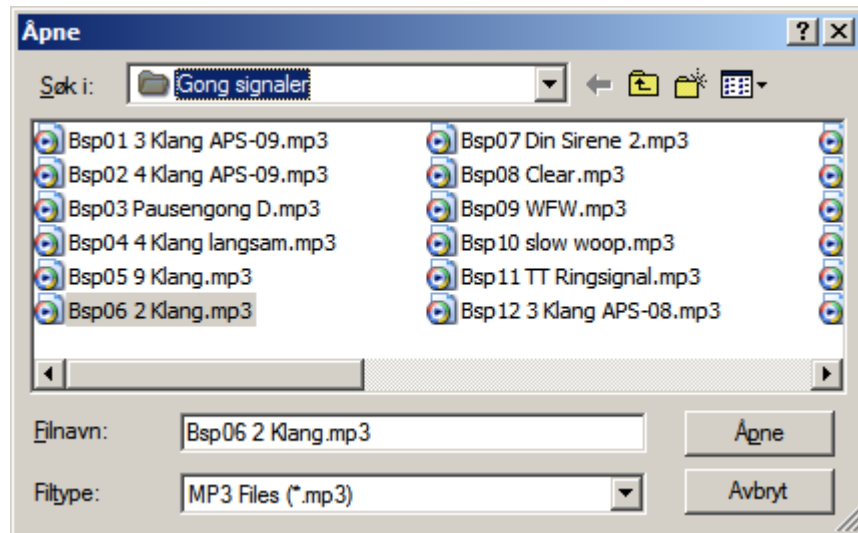 Åpne
Søk i: Gong signaler
Bsp01 3 Klang APS-09.mp3
Bsp02 4 Klang APS-09.mp3
Bsp03 Pausengong D.mp3
Bsp04 4 Klang langsam.mp3
Bsp05 9 Klang.mp3
Bsp06 2 Klang.mp3
Bsp07 Din Sirene 2.mp3
Bsp08 Clear.mp3
Bsp09 WFW.mp3
Bsp10 slow woop.mp3
Bsp11 TT Ringsignal.mp3
Bsp12 3 Klang APS-08.mp3
Filnavn: Bsp06 2 Klang.mp3 Åpne
Filtype: MP3 Files (*.mp3) Avbryt